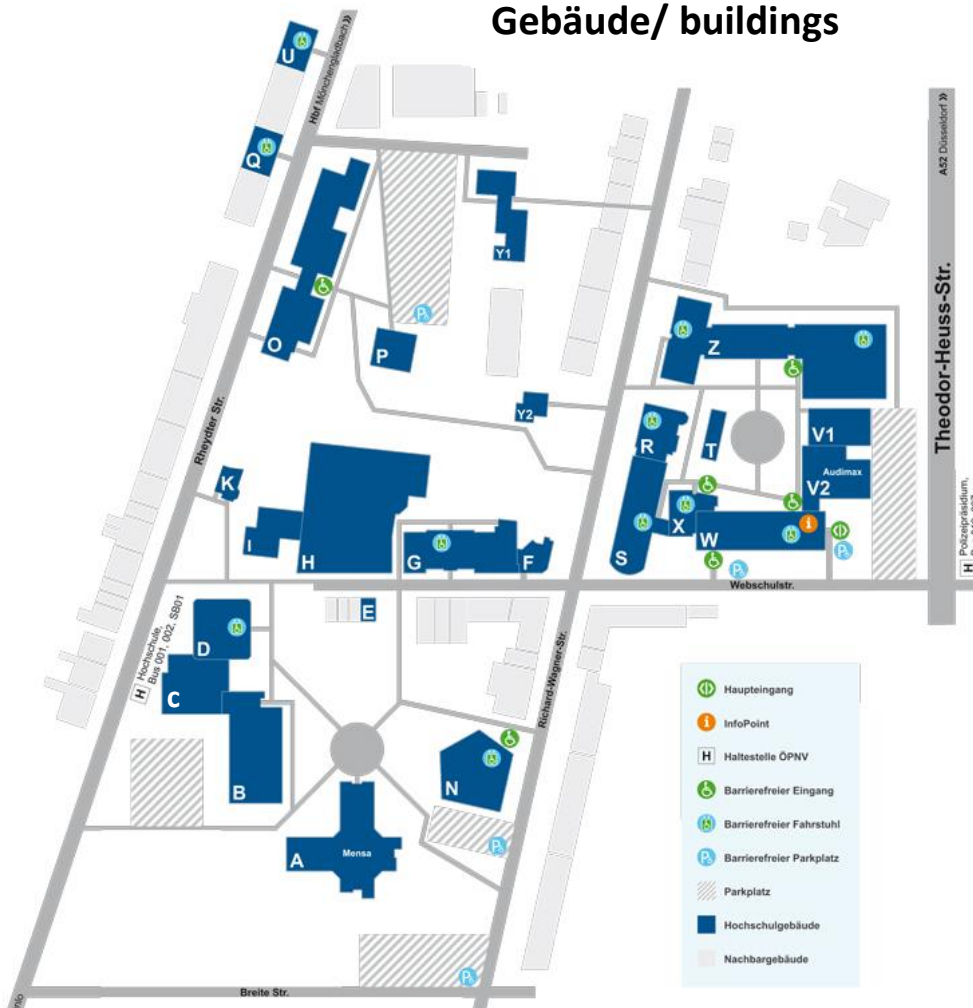 Gebäude/ buildings
Hbf Mönchengladbach »
A52 Düsseldorf »
U
Q
Y1
O
P
Z
Theodor-Heuss-Str.
Rheydter Str.
Y2
R
T
V1
Audimax
V2
K
I
H
G
F
S
X
W
i
H Polizeipräsidium,
Webschulstr.
E
D
H Hochschule,
Bus 001, 002, SB01
C
B
N
Richard-Wagner-Str.
A
Mensa
Breite Str.
Haupteingang
i InfoPoint
H Haltestelle ÖPNV
Barrierefreier Eingang
Barrierefreier Fahrstuhl
P Barrierefreier Parkplatz
Parkplatz
Hochschulgebäude
Nachbargebäude